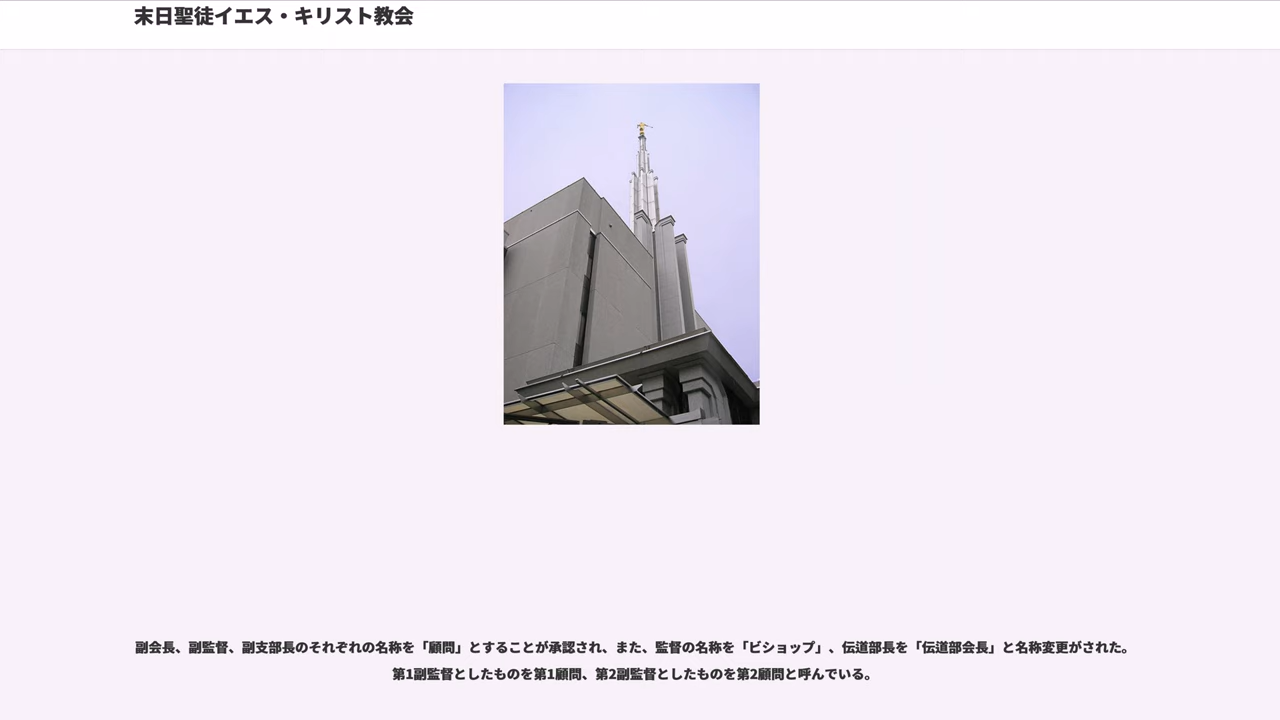 末日聖徒イエス・キリスト教会
副会長、副監督、副支部長のそれぞれの名称を「顧問」とすることが承認され、また、監督の名称を「ビショップ」、伝道部長を「伝道部会長」と名称変更がされた。
第1副監督としたものを第1顧問、第2副監督としたものを第2顧問と呼んでいる。